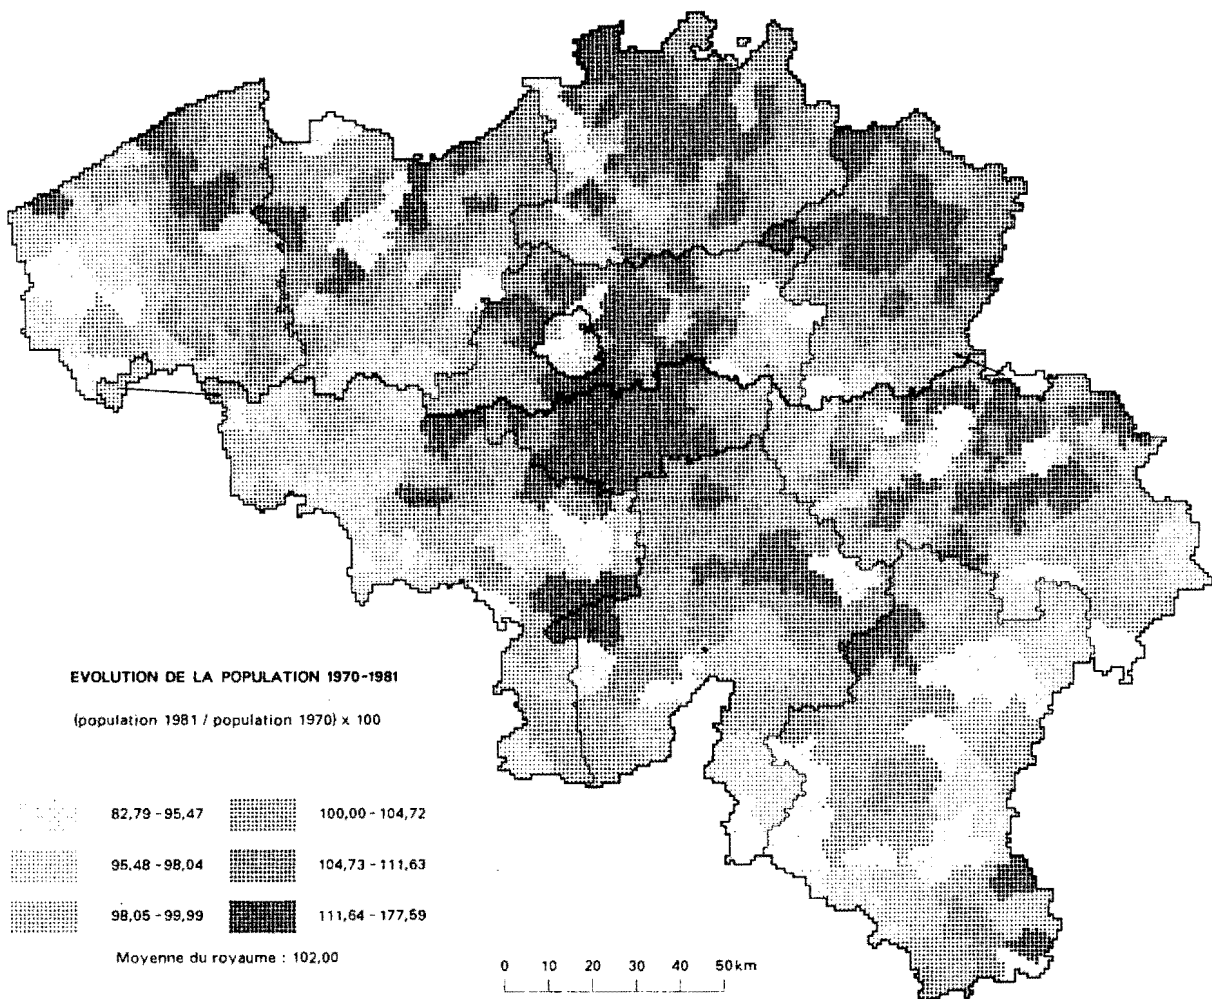 EVOLUTION DE LA POPULATION 1970-1981
(population 1981 / population 1970) x 100
82,79 - 95,47
100,00 - 104,72
95,48 - 98,04
104,73 - 111,63
98,05 - 99,99
111,64 - 177,59
Moyenne du royaume : 102,00
0 10 20 30 40 50 km